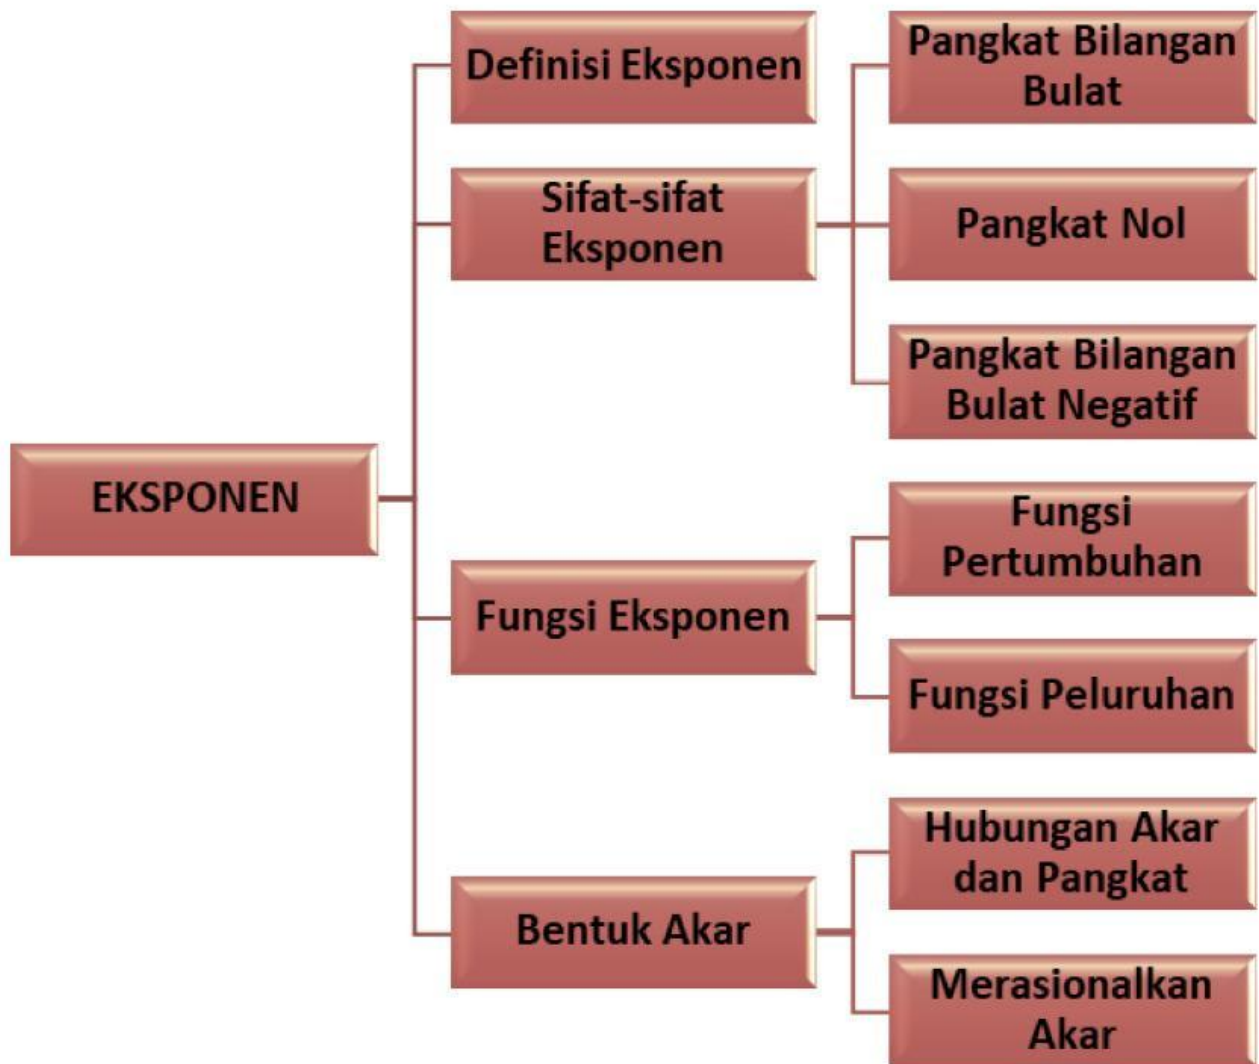 EKSPONEN
Definisi Eksponen
Sifat-sifat
Eksponen
Pangkat Bilangan
Bulat
Pangkat Nol
Pangkat Bilangan
Bulat Negatif
Fungsi Eksponen
Fungsi
Pertumbuhan
Fungsi Peluruhan
Bentuk Akar
Hubungan Akar
dan Pangkat
Merasionalkan
Akar